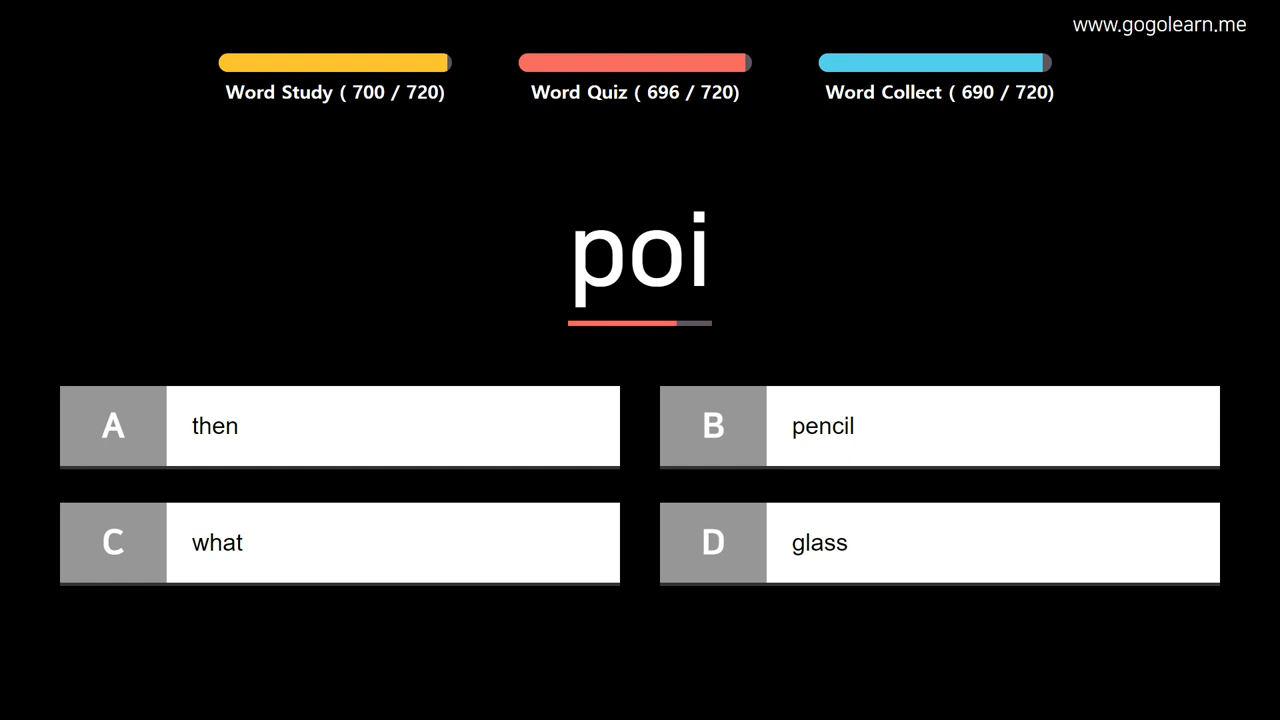 www.gogolearn.me
Word Study ( 700 / 720)
Word Quiz ( 696 / 720)
Word Collect ( 690 / 720)
poi
A then
B pencil
C what
D glass